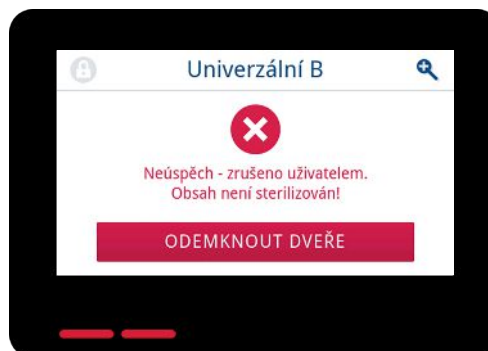 Univerzální B
Neúspěch - zrušeno uživatelem.
Obsah není sterilizován!
ODEMKNOUT DVEŘE